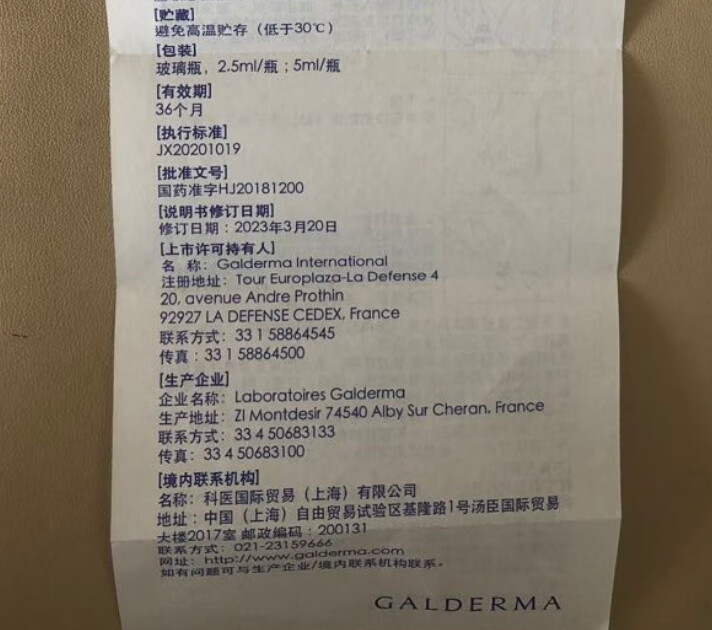 [贮藏]
避免高温贮存（低于30℃）
[包装]
玻璃瓶，2.5ml/瓶；5ml/瓶
[有效期]
36个月
[执行标准]
JX20201019
[批准文号]
国药准字HJ20181200
[说明书修订日期]
修订日期：2023年3月20日
[上市许可持有人]
名 称：Galderma International
注册地址：Tour Europlaza-La Defense 4
20, avenue Andre Prothin
92927 LA DEFENSE CEDEX, France
联系方式：33 1 58864545
传真：33 1 58864500
[生产企业]
企业名称：Laboratoires Galderma
生产地址：ZI Montdesir 74540 Alby Sur Cheran, France
联系方式：33 4 50683133
传真：33 4 50683100
[境内联系机构]
名称：科医国际贸易（上海）有限公司
地址：中国（上海）自由贸易试验区基隆路1号汤臣国际贸易
大楼2017室 邮政编码：200131
联系方式：021-23159666
网址：http://www.galderma.com
如有问题可与生产企业/境内联系机构联系。
GALDERMA